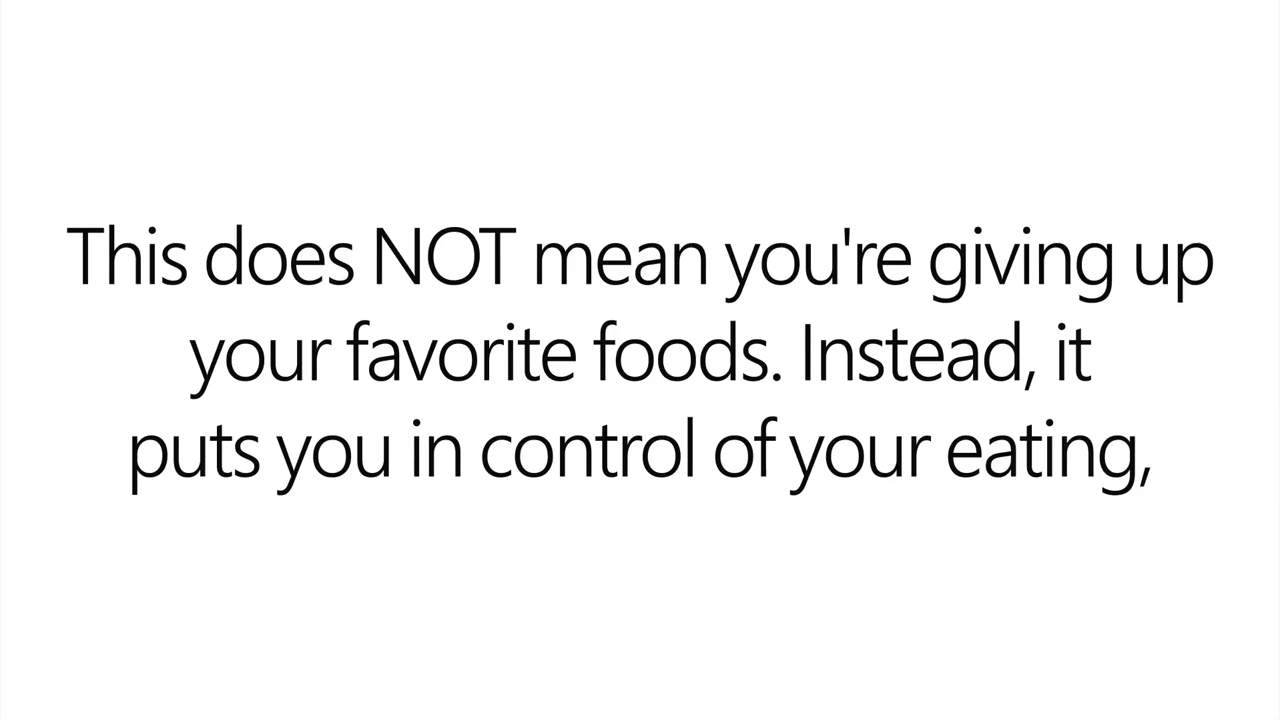 This does NOT mean you're giving up
your favorite foods. Instead, it
puts you in control of your eating,